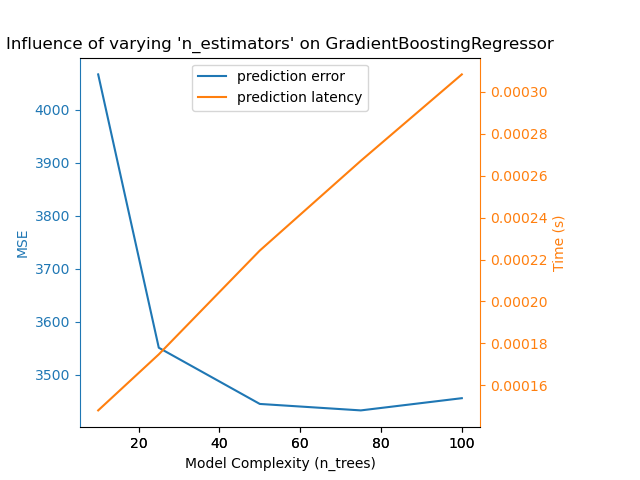 Influence of varying 'n_estimators' on GradientBoostingRegressor
prediction error
prediction latency
4000
3900
3800
3700
3600
3500
MSE
0.00030
0.00028
0.00026
0.00024
0.00022
0.00020
0.00018
0.00016
Time (s)
20 40 60 80 100
Model Complexity (n_trees)